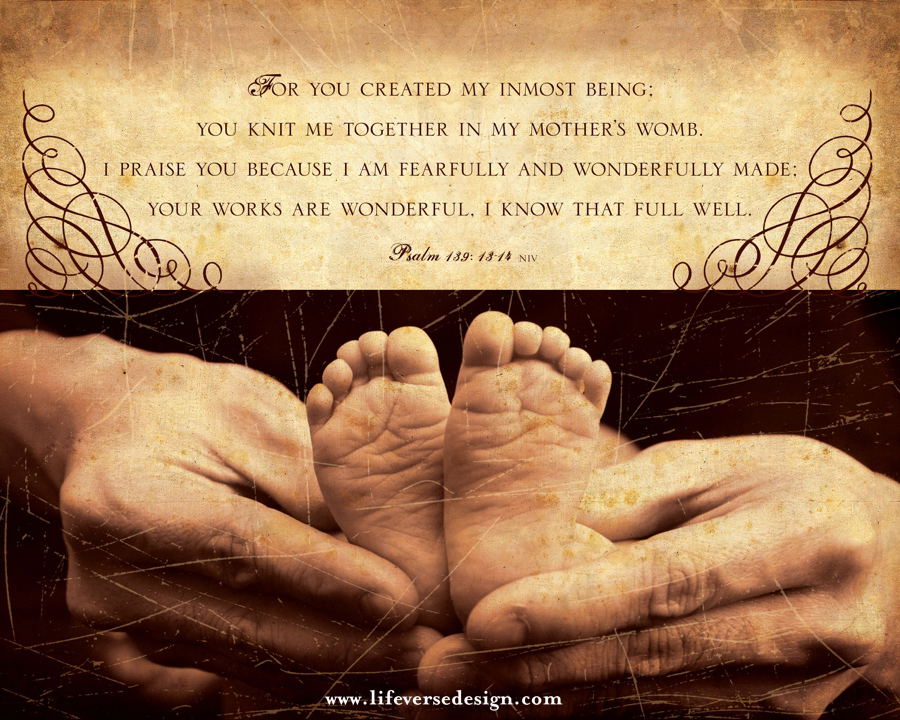 FOR YOU CREATED MY INMOST BEING;
YOU KNIT ME TOGETHER IN MY MOTHER'S WOMB.
I PRAISE YOU BECAUSE I AM FEARFULLY AND WONDERFULLY MADE;
YOUR WORKS ARE WONDERFUL, I KNOW THAT FULL WELL.
Psalm 139: 13-14 NIV
www.lifeversedesign.com